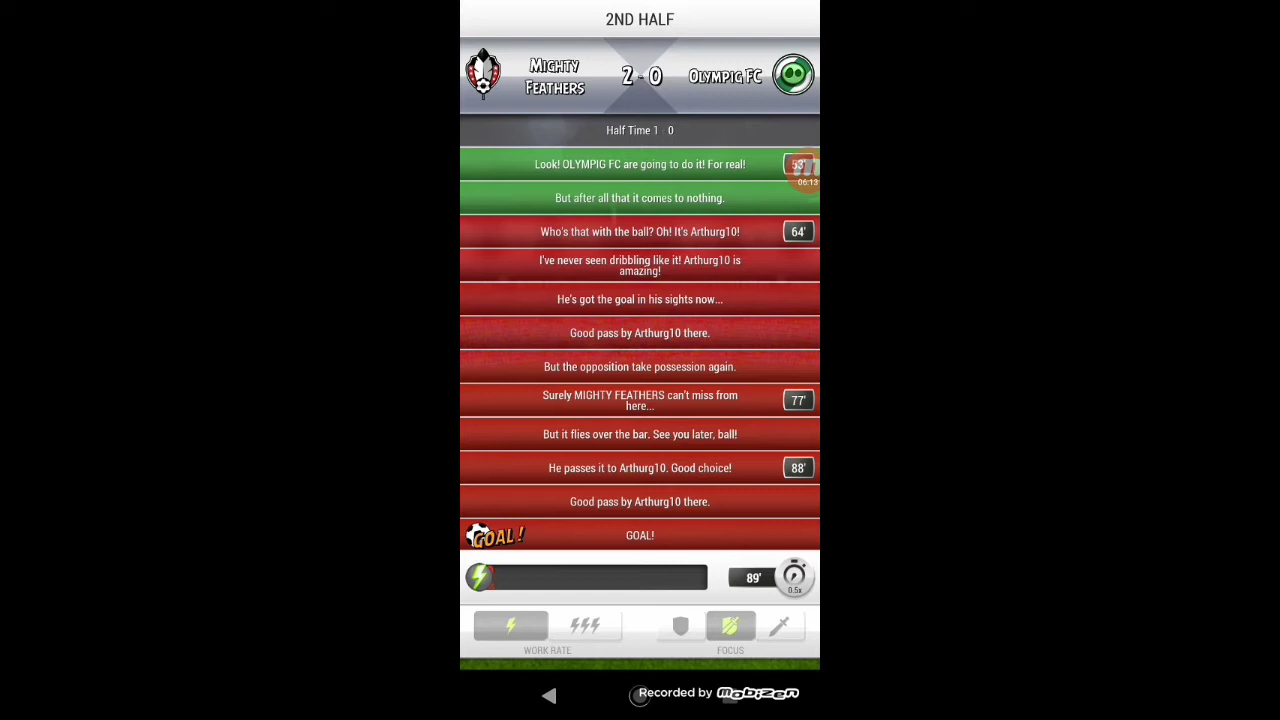 2ND HALF
MIGHTY
FEATHERS
2 - 0
OLYMPIG FC
Half Time 1 - 0
Look! OLYMPIG FC are going to do it! For real!
53'
06:13
But after all that it comes to nothing.
Who's that with the ball? Oh! It's Arthurg10!
64'
I've never seen dribbling like it! Arthurg10 is
amazing!
He's got the goal in his sights now...
Good pass by Arthurg10 there.
But the opposition take possession again.
Surely MIGHTY FEATHERS can't miss from
here...
77'
But it flies over the bar. See you later, ball!
He passes it to Arthurg10. Good choice!
88'
Good pass by Arthurg10 there.
GOAL!
GOAL!
89'
0.5x
WORK RATE
FOCUS
Recorded by MOBIZEN